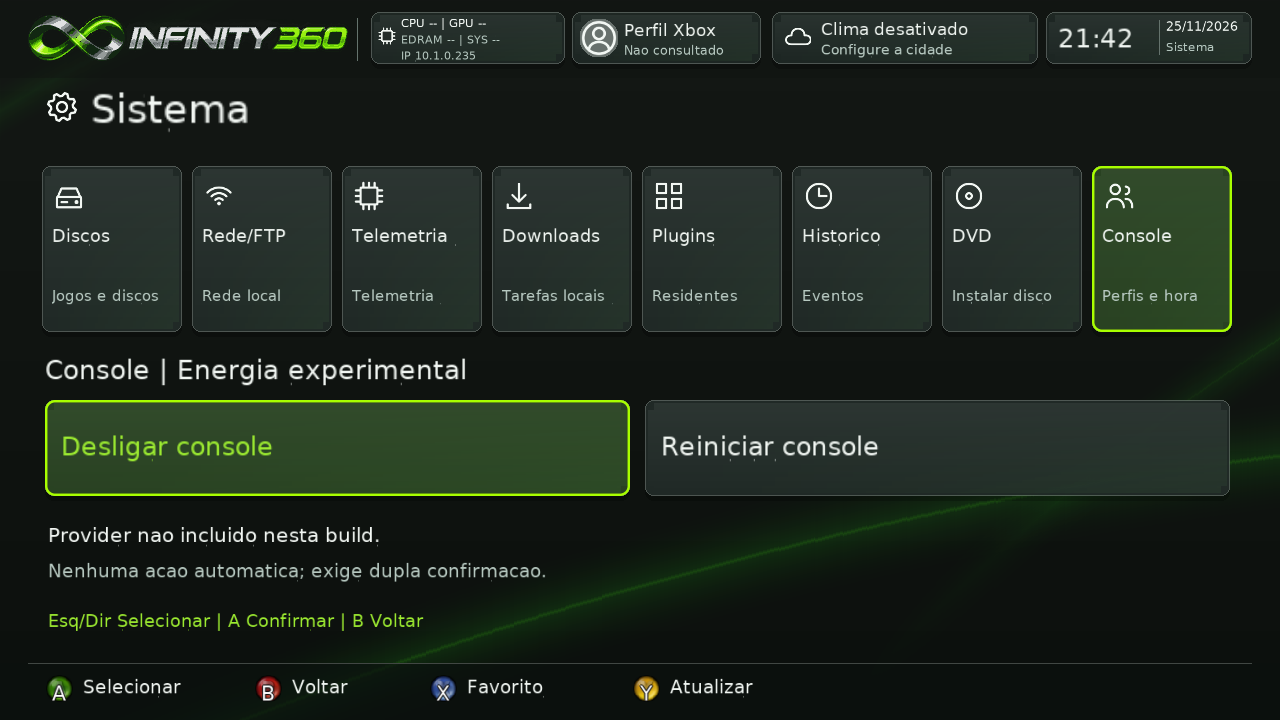 INFINITY 360
CPU -- | GPU --
EDRAM -- | SYS --
IP 10.1.0.235
Perfil Xbox
Nao consultado
Clima desativado
Configure a cidade
21:42
25/11/2026
Sistema
Sistema
Discos
Jogos e discos
Rede/FTP
Rede local
Telemetria
Telemetria
Downloads
Tarefas locais
Plugins
Residentes
Historico
Eventos
DVD
Instalar disco
Console
Perfis e hora
Console | Energia experimental
Desligar console
Reiniciar console
Provider nao incluido nesta build.
Nenhuma acao automatica; exige dupla confirmacao.
Esq/Dir Selecionar | A Confirmar | B Voltar
A Selecionar
B Voltar
X Favorito
Y Atualizar